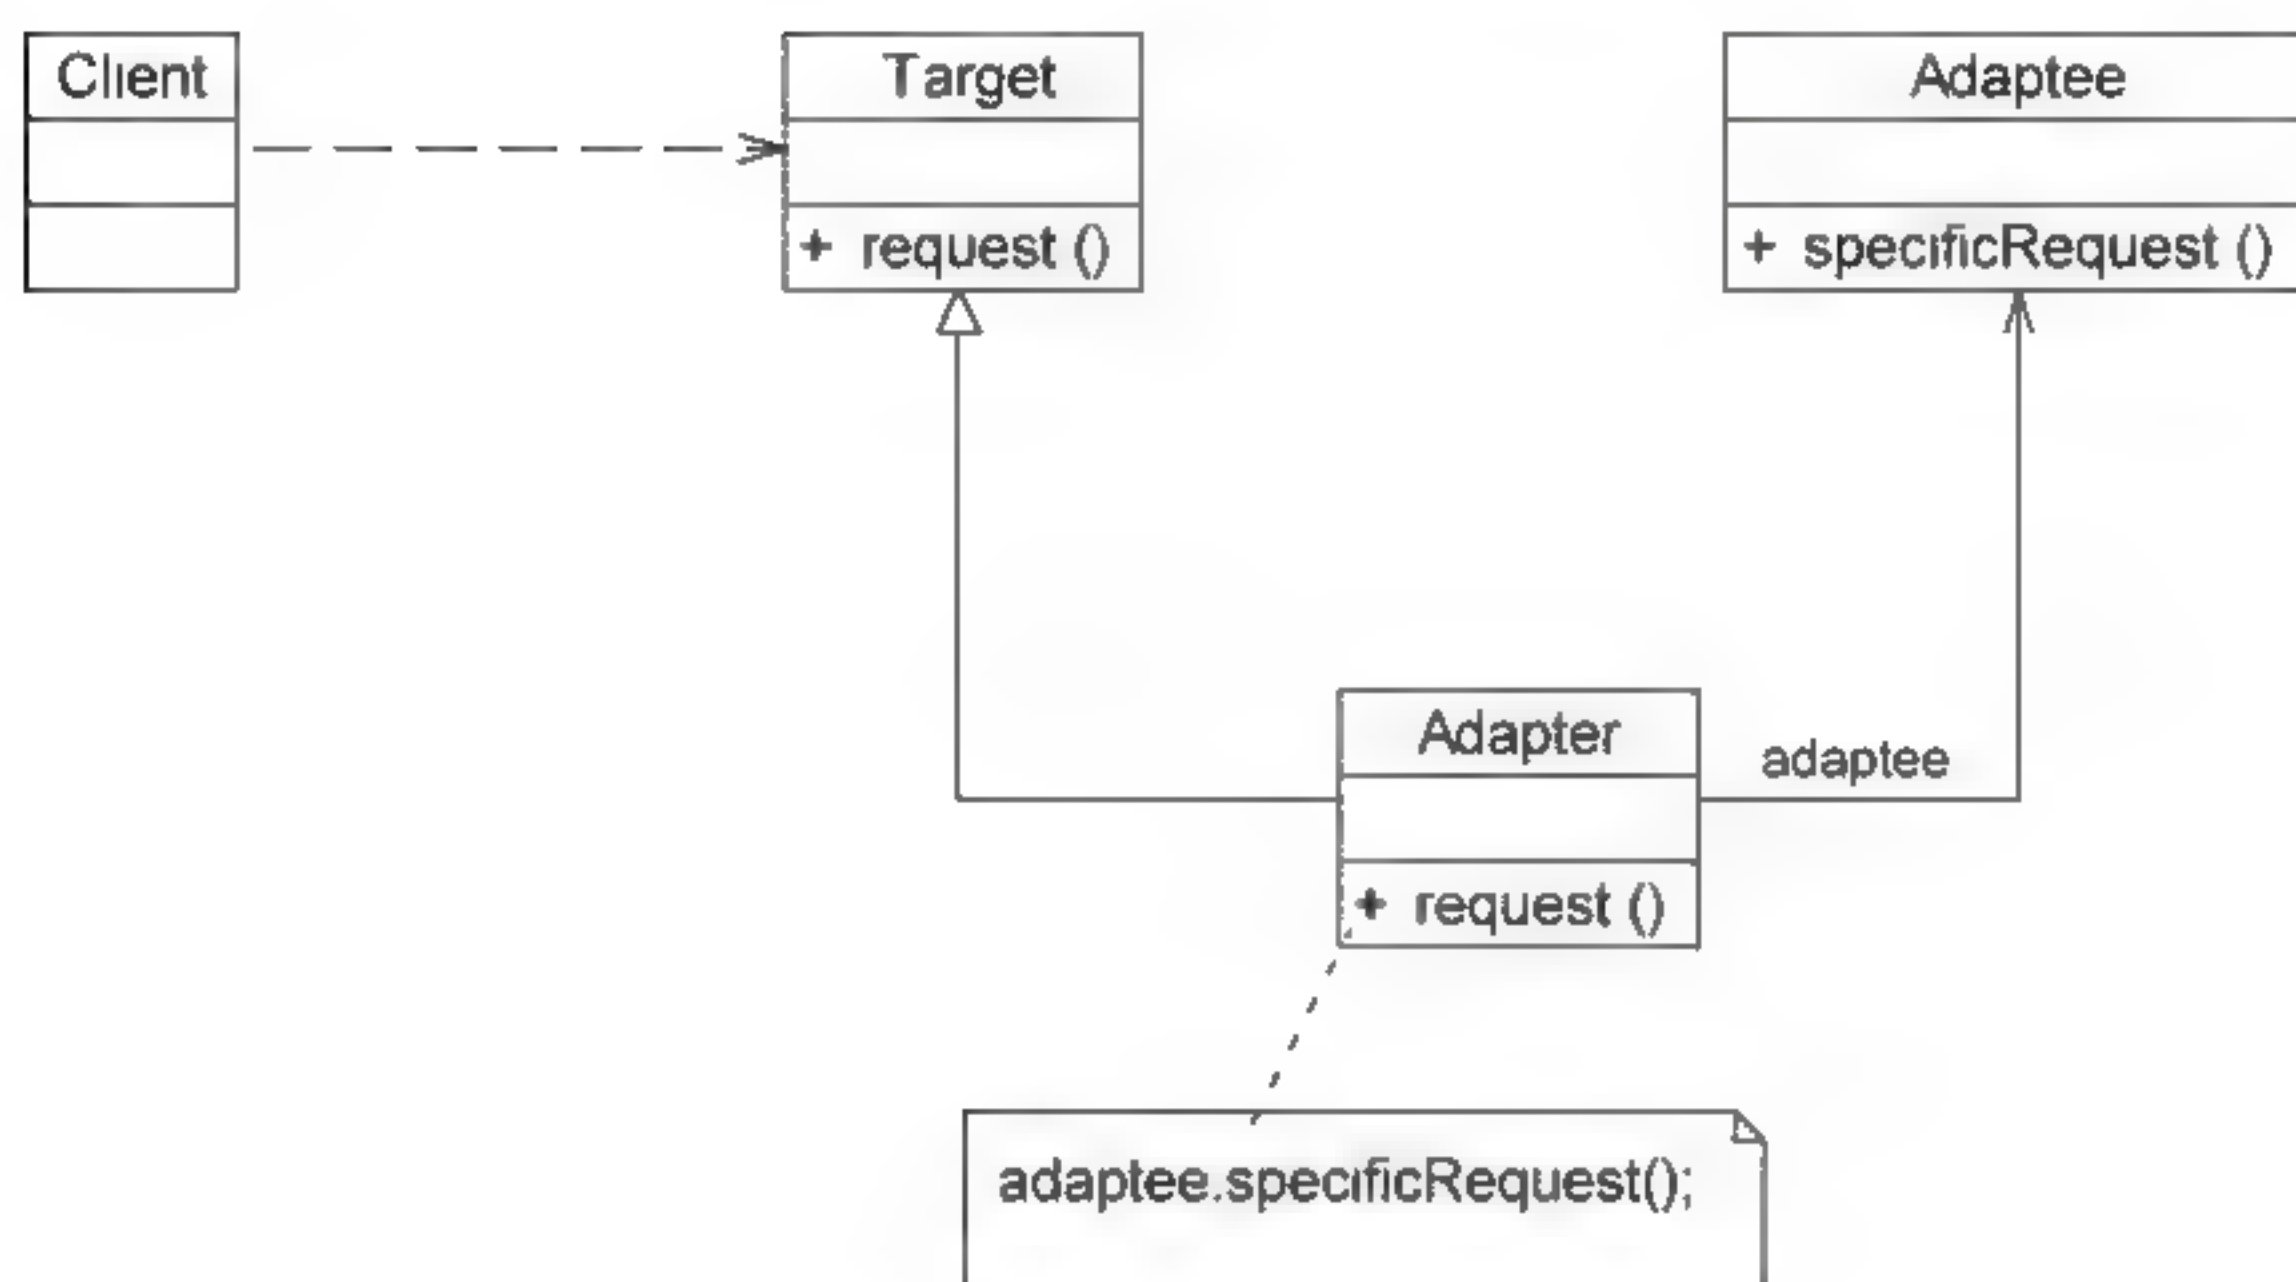 Client
Target
Adaptee
+ request ()
+ specificRequest ()
Adapter
adaptee
+ request ()
adaptee.specificRequest();